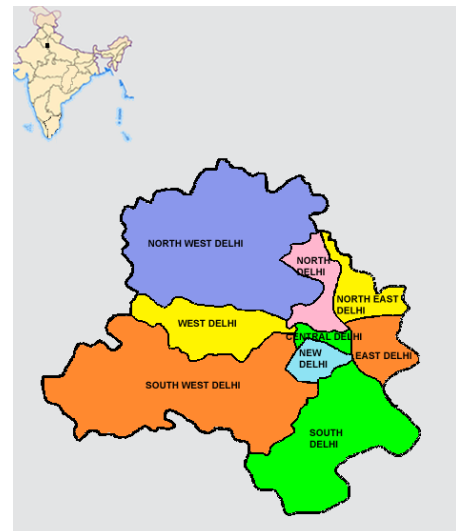 NORTH WEST DELHI
NORTH
DELHI
NORTH EAST
DELHI
WEST DELHI
CENTRAL DELHI
NEW
DELHI
EAST DELHI
SOUTH WEST DELHI
SOUTH
DELHI